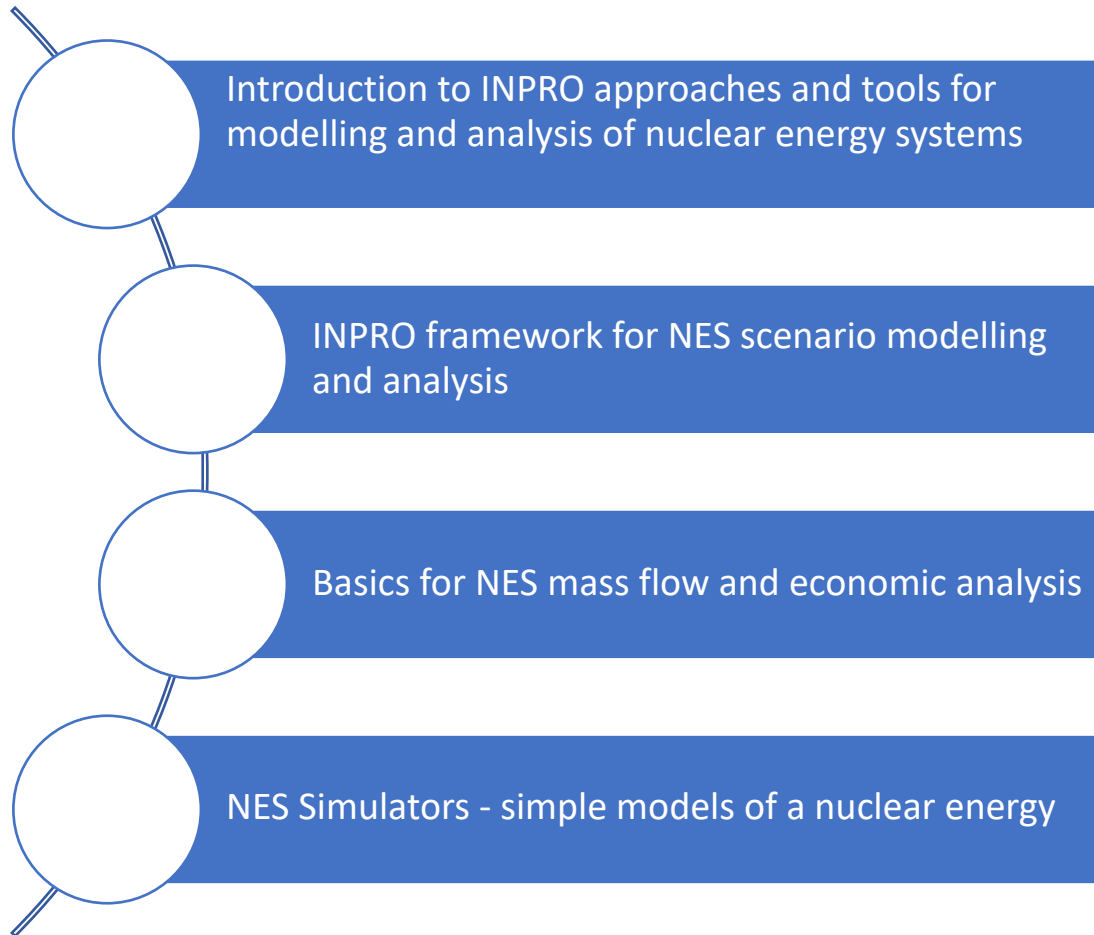 Introduction to INPRO approaches and tools for
modelling and analysis of nuclear energy systems
INPRO framework for NES scenario modelling
and analysis
Basics for NES mass flow and economic analysis
NES Simulators - simple models of a nuclear energy